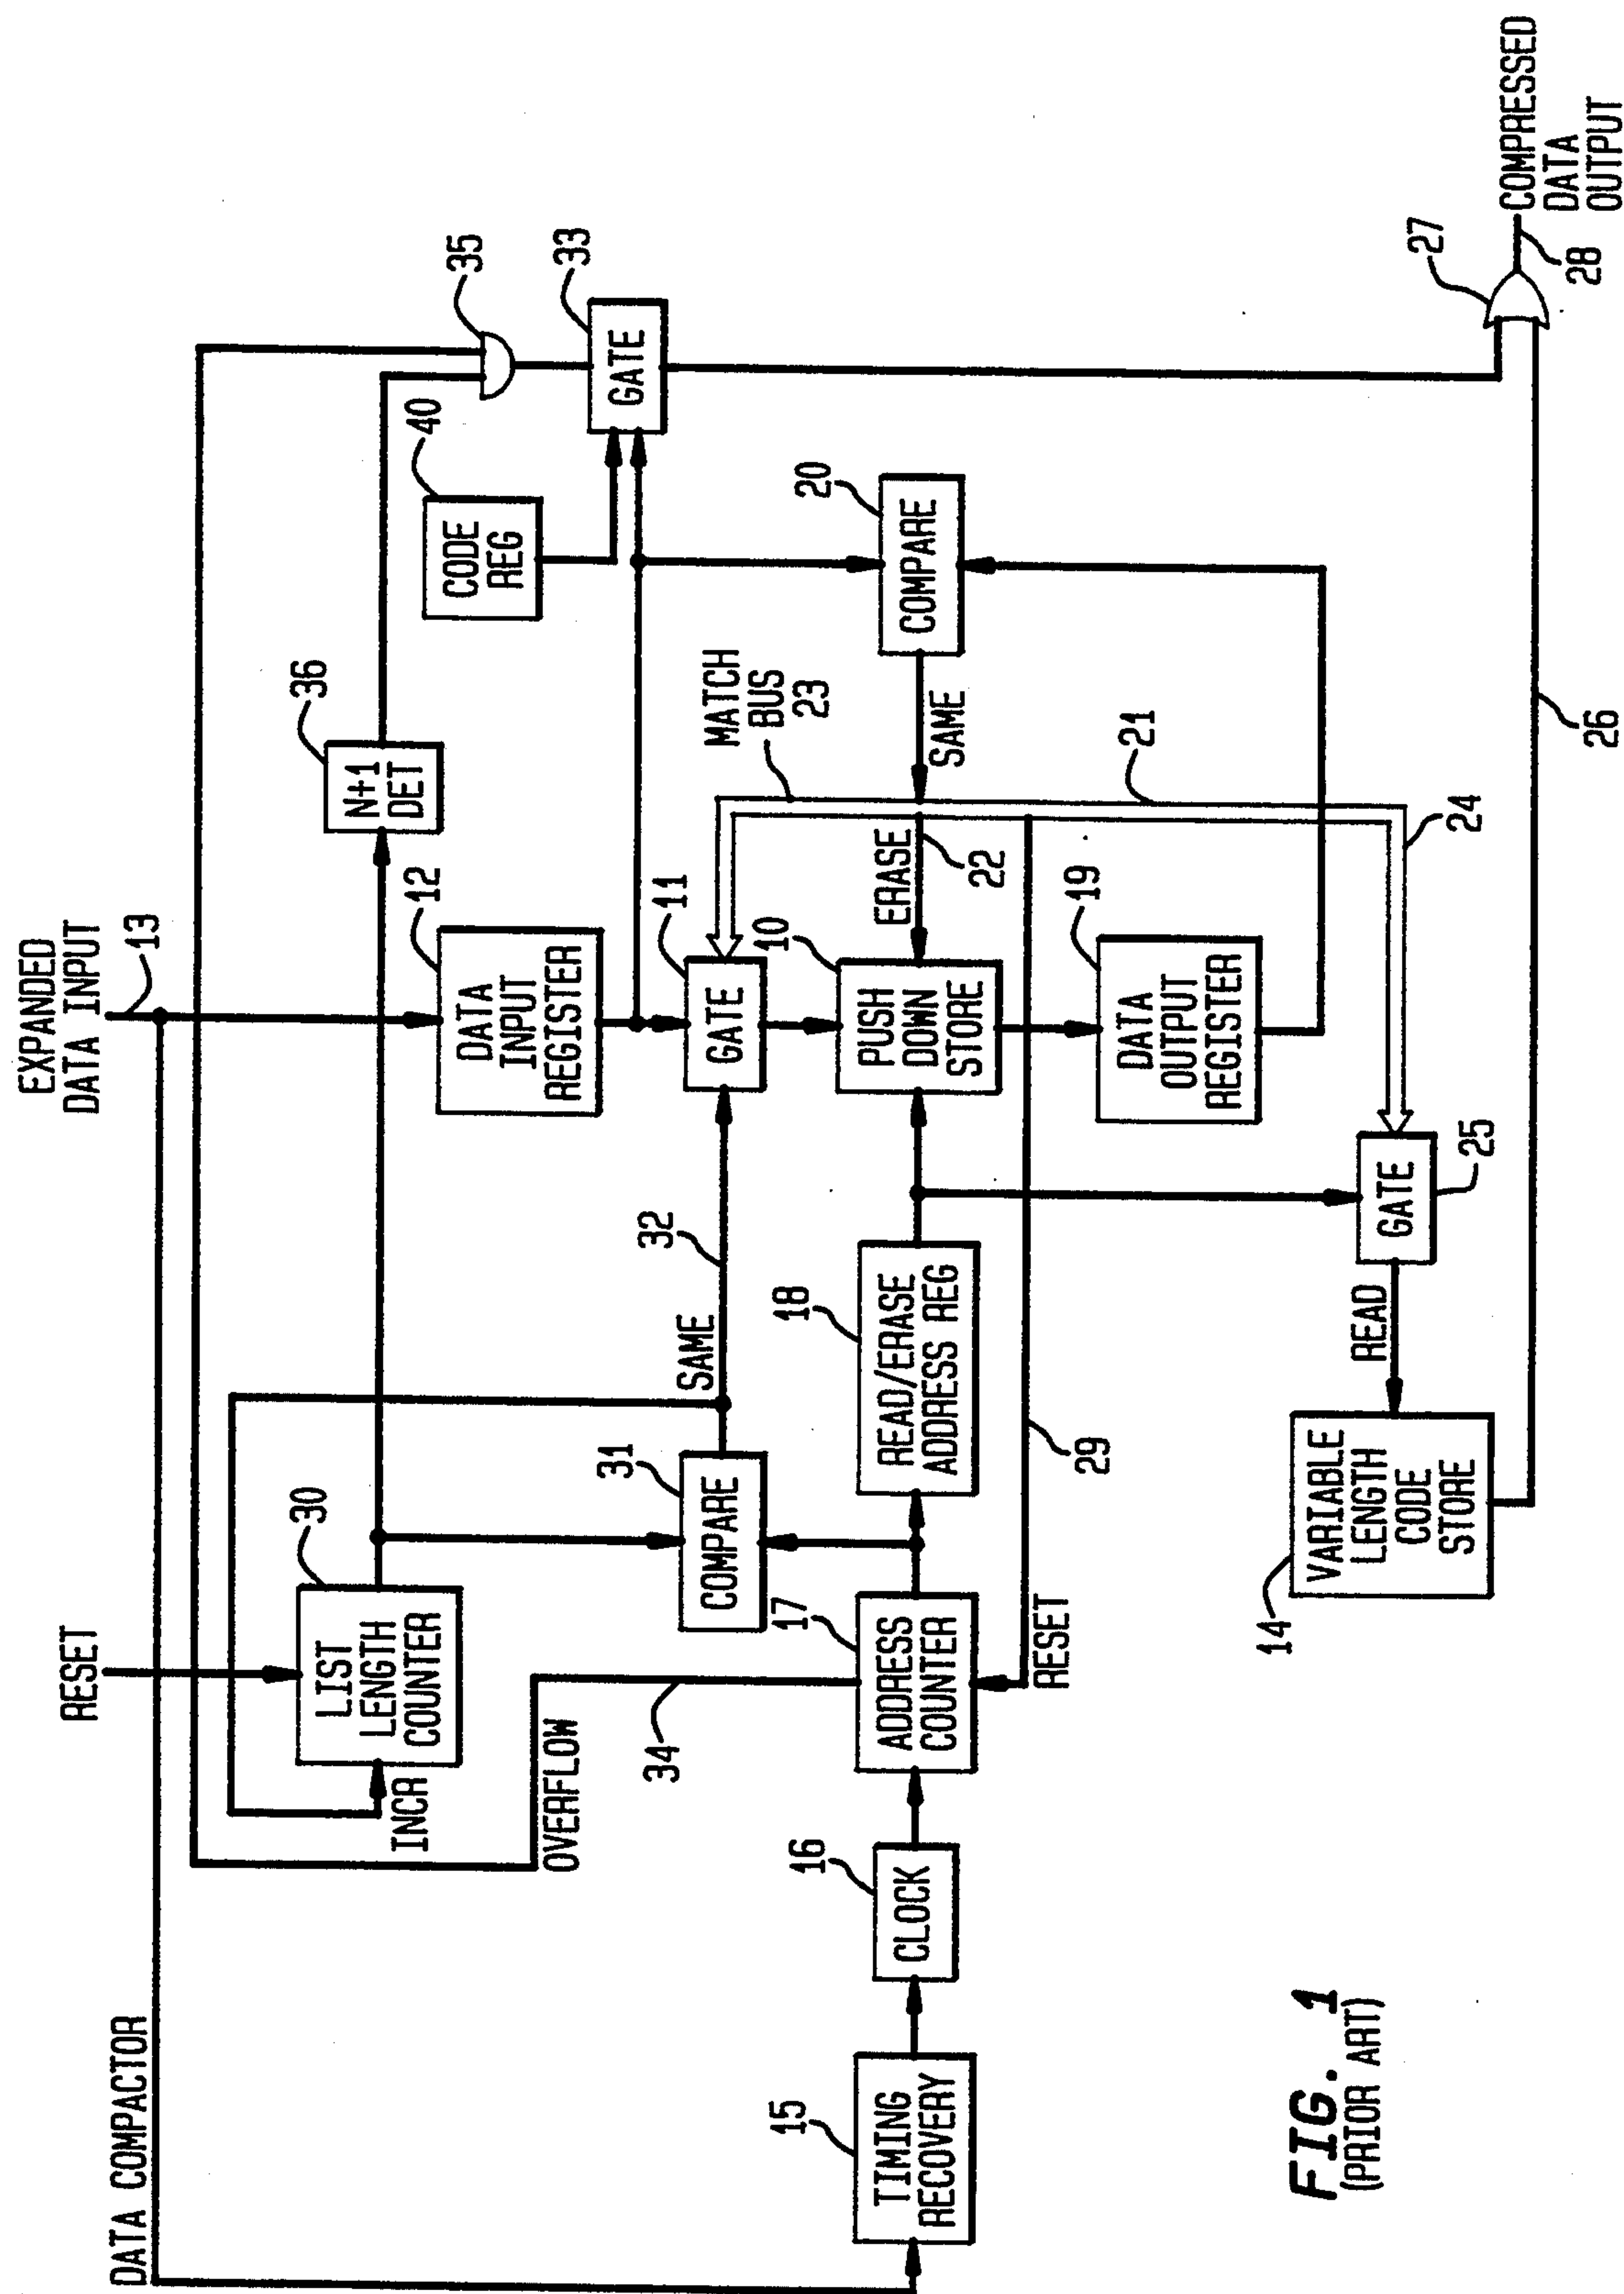 DATA COMPACTOR
RESET
EXPANDED
DATA INPUT
13
30
LIST
LENGTH
COUNTER
INCR
OVERFLOW
34
36
N+1
DET
12
DATA
INPUT
REGISTER
40
CODE
REG
35
33
GATE
31
COMPARE
SAME
32
11
GATE
MATCH
BUS
23
20
COMPARE
SAME
15
TIMING
RECOVERY
16
CLOCK
17
ADDRESS
COUNTER
RESET
18
READ/ERASE
ADDRESS REG
10
PUSH
DOWN
STORE
ERASE
22
21
29
19
DATA
OUTPUT
REGISTER
24
14
VARIABLE
LENGTH
CODE
STORE
READ
GATE
25
26
27
28
COMPRESSED
DATA
OUTPUT
FIG. 1
(PRIOR ART)